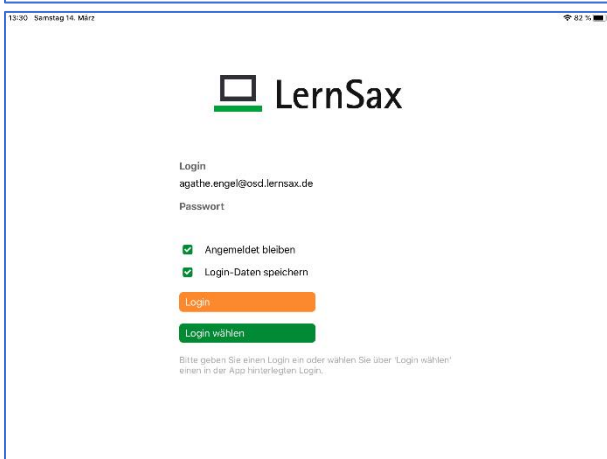 13:30 Samstag 14. März
82 %
LernSax
Login
agathe.engel@osd.lernsax.de
Passwort
Angemeldet bleiben
Login-Daten speichern
Login
Login wählen
Bitte geben Sie einen Login ein oder wählen Sie über 'Login wählen'
einen in der App hinterlegten Login.